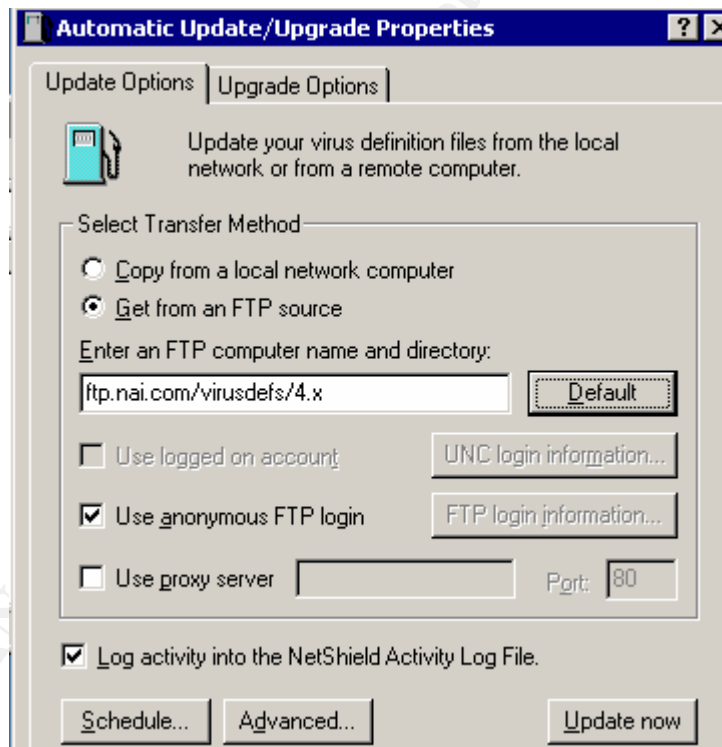 Automatic Update/Upgrade Properties
Update Options
Upgrade Options
Update your virus definition files from the local
network or from a remote computer.
Select Transfer Method
Copy from a local network computer
Get from an FTP source
Enter an FTP computer name and directory:
ftp.nai.com/virusdefs/4.x
Default
Use logged on account
UNC login information...
Use anonymous FTP login
FTP login information...
Use proxy server
Port:
80
Log activity into the NetShield Activity Log File.
Schedule...
Advanced...
Update now